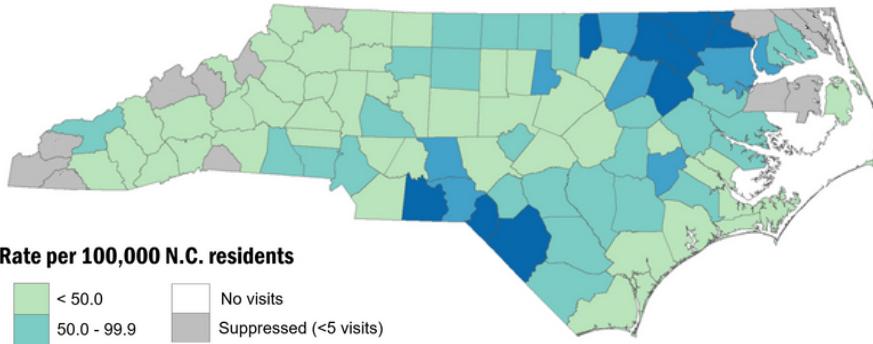 Rate per 100,000 N.C. residents
< 50.0
50.0 - 99.9
No visits
Suppressed (<5 visits)